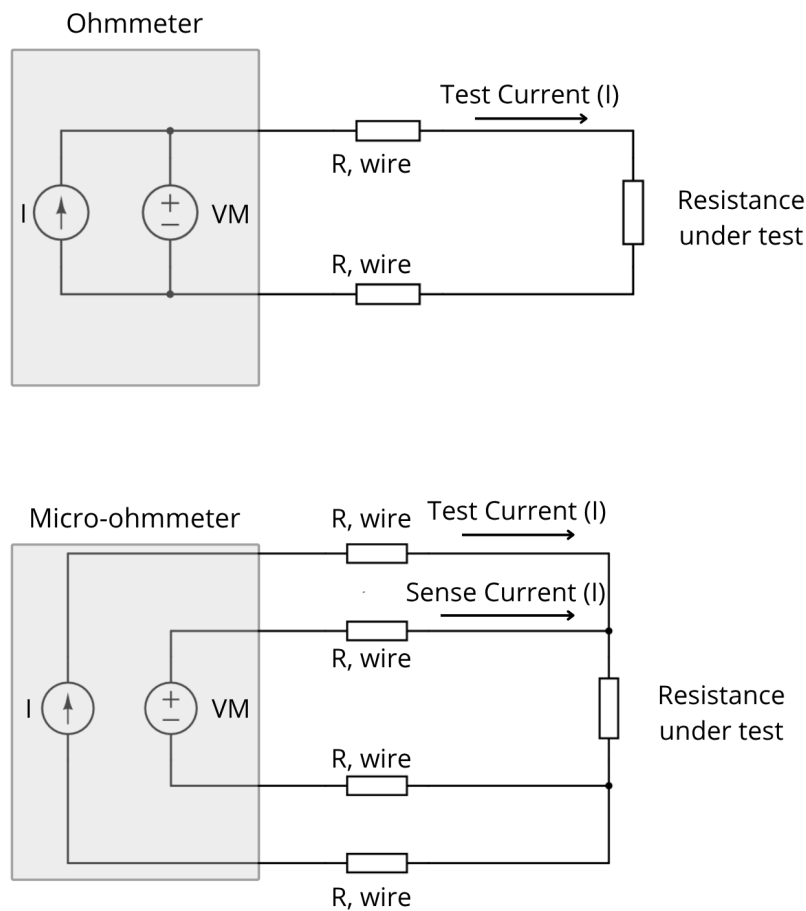 Ohmmeter
Test Current (I)
R, wire
I
+
−
VM
Resistance
under test
R, wire
Micro-ohmmeter
R, wire
Test Current (I)
Sense Current (I)
R, wire
I
+
−
VM
Resistance
under test
R, wire
R, wire